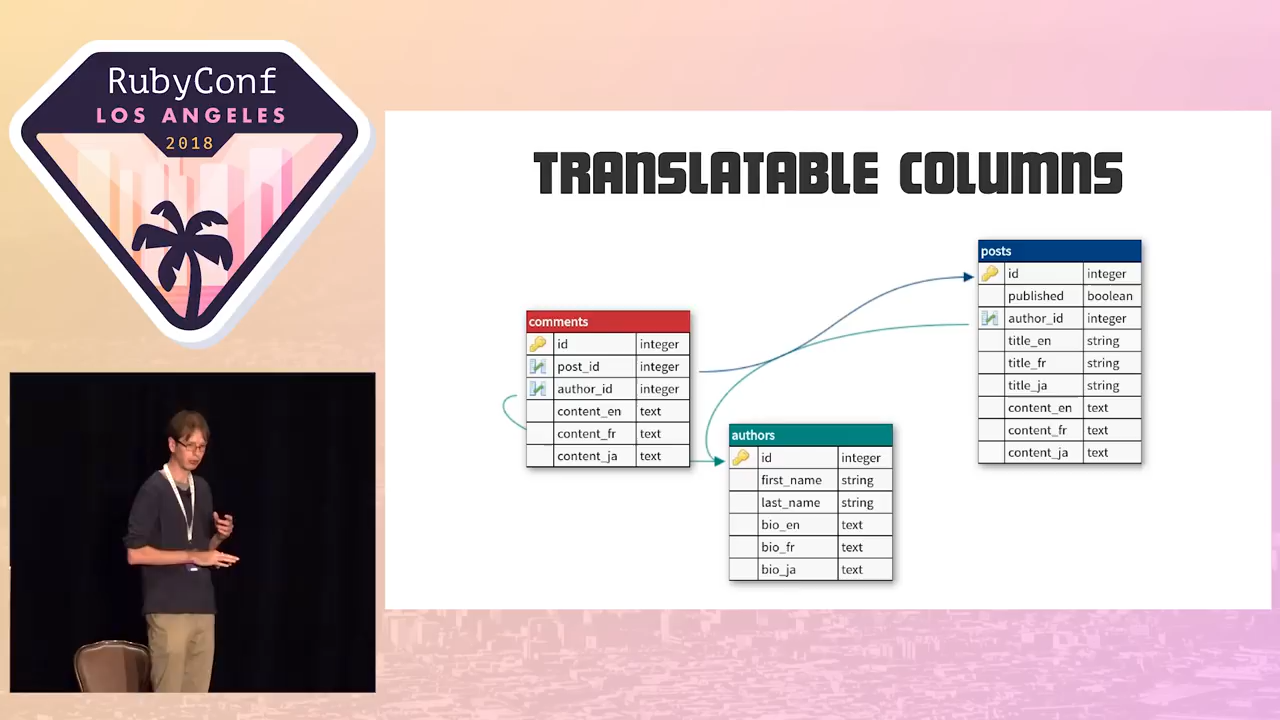 RubyConf
LOS ANGELES
2018
TRANSLATABLE COLUMNS
comments
id integer
post_id integer
author_id integer
content_en text
content_fr text
content_ja text
authors
id integer
first_name string
last_name string
bio_en text
bio_fr text
bio_ja text
posts
id integer
published boolean
author_id integer
title_en string
title_fr string
title_ja string
content_en text
content_fr text
content_ja text